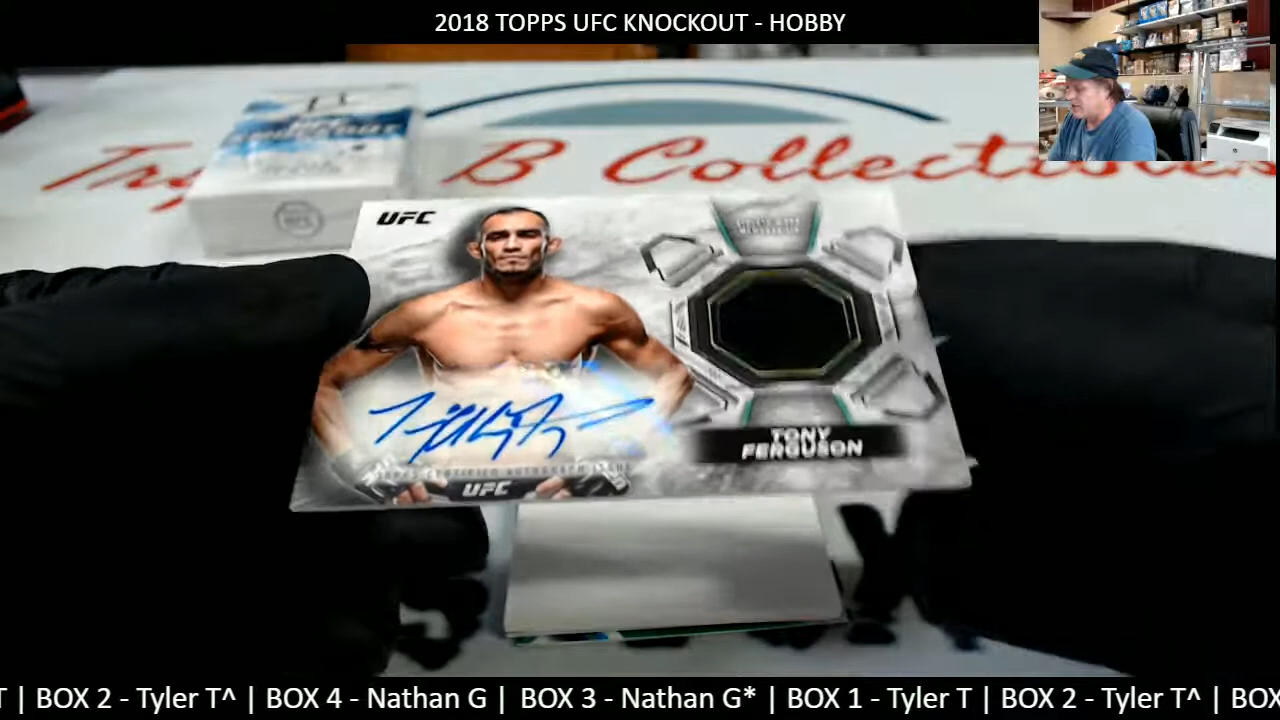 2018 TOPPS UFC KNOCKOUT - HOBBY
B Collectibles
UFC
TONY
FERGUSON
UFC
T | BOX 2 - Tyler T^ | BOX 4 - Nathan G | BOX 3 - Nathan G* | BOX 1 - Tyler T | BOX 2 - Tyler T^ | BOX